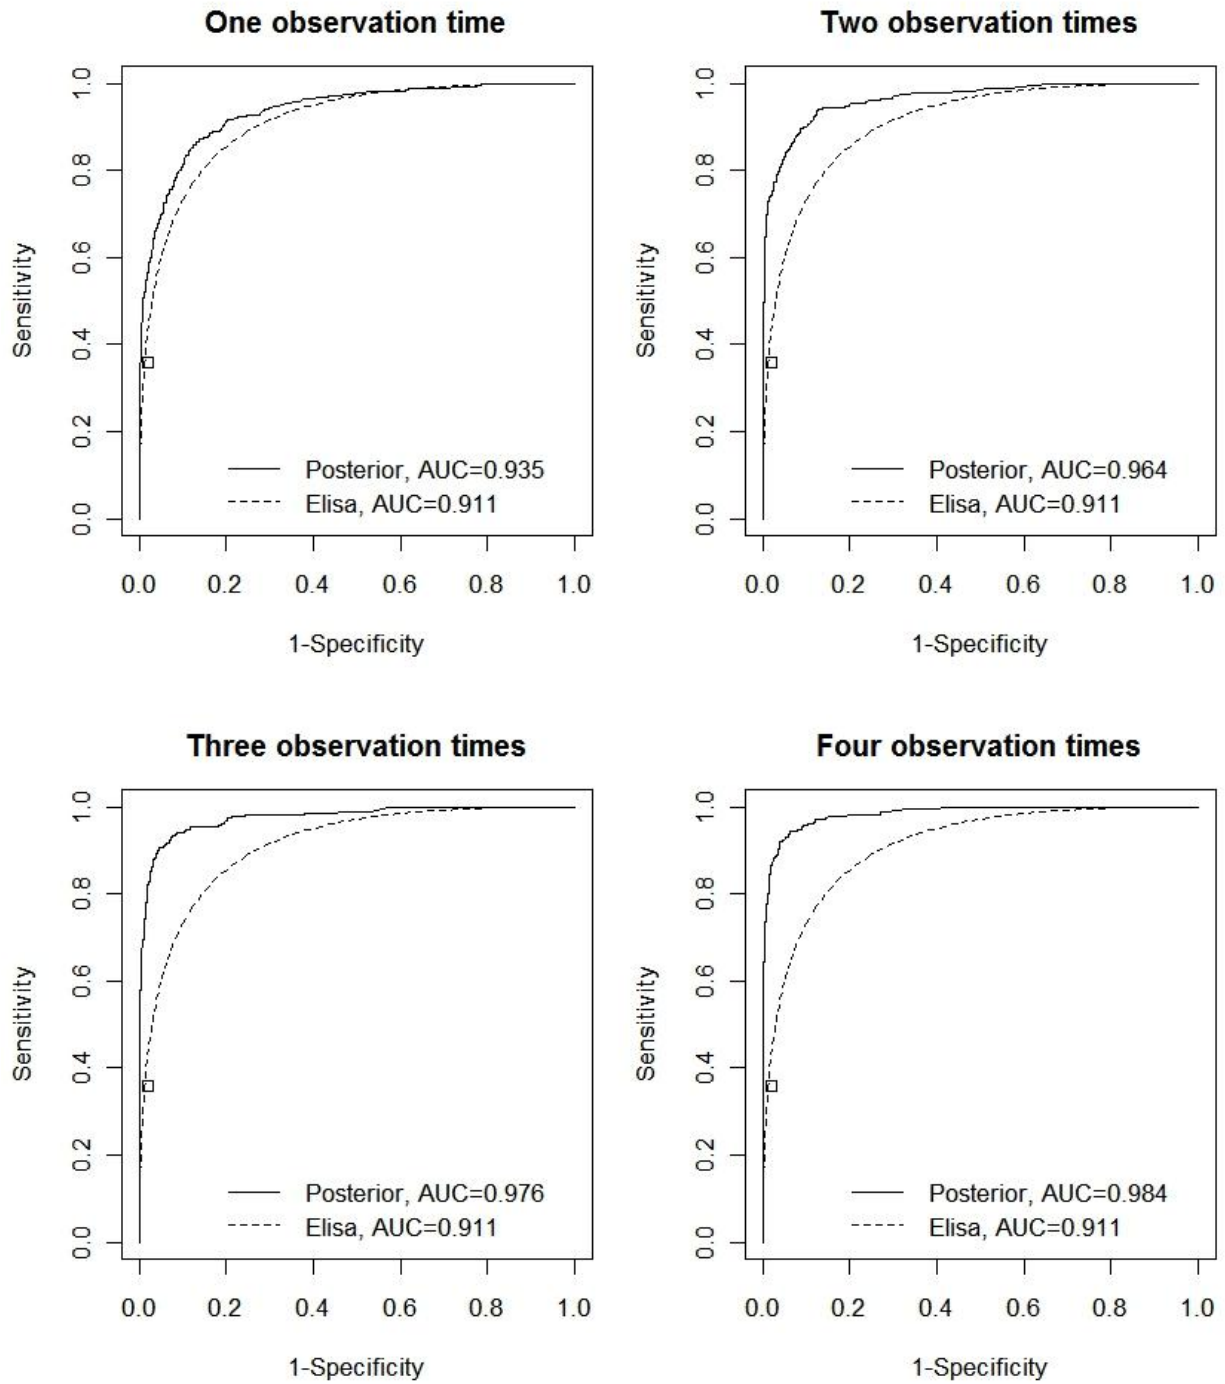 One observation time
Sensitivity
1.0
0.8
0.6
0.4
0.2
0.0
Posterior, AUC=0.935
Elisa, AUC=0.911
0.0 0.2 0.4 0.6 0.8 1.0
1-Specificity
Two observation times
Sensitivity
1.0
0.8
0.6
0.4
0.2
0.0
Posterior, AUC=0.964
Elisa, AUC=0.911
0.0 0.2 0.4 0.6 0.8 1.0
1-Specificity
Three observation times
Sensitivity
1.0
0.8
0.6
0.4
0.2
0.0
Posterior, AUC=0.976
Elisa, AUC=0.911
0.0 0.2 0.4 0.6 0.8 1.0
1-Specificity
Four observation times
Sensitivity
1.0
0.8
0.6
0.4
0.2
0.0
Posterior, AUC=0.984
Elisa, AUC=0.911
0.0 0.2 0.4 0.6 0.8 1.0
1-Specificity